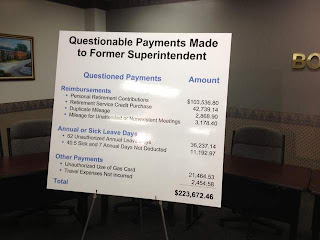 Questionable Payments Made
to Former Superintendent
Questioned Payments Amount
Reimbursements
• Personal Retirement Contributions $103,536.80
• Retirement Service Credit Purchase 42,739.14
• Duplicate Mileage 2,868.90
• Mileage for Unattended or Nonexistent Meetings 3,178.40
Annual or Sick Leave Days
• 62 Unauthorized Annual Leave Days 36,237.14
• 45.5 Sick and 7 Annual Days Not Deducted 11,192.97
Other Payments
• Unauthorized Use of Gas Card 21,464.53
• Travel Expenses Not Incurred 2,454.58
Total $223,672.46
BO